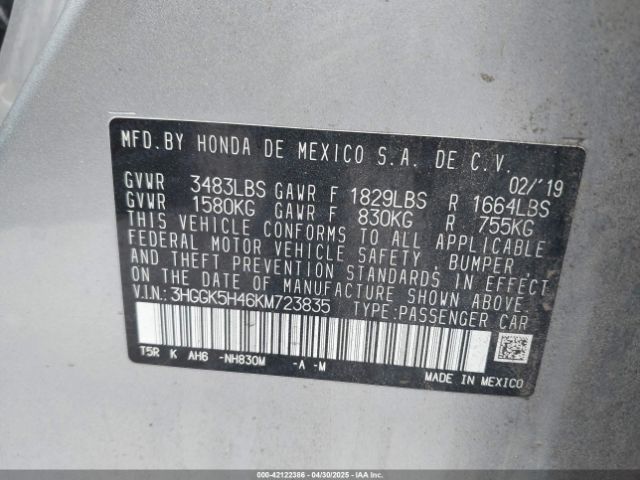 MFD. BY HONDA DE MEXICO S.A. DE C.V.
02/'19
GVWR 3483LBS GAWR F 1829LBS R 1664LBS
GVWR 1580KG GAWR F 830KG R 755KG
THIS VEHICLE CONFORMS TO ALL APPLICABLE
FEDERAL MOTOR VEHICLE SAFETY, BUMPER,
AND THEFT PREVENTION STANDARDS IN EFFECT
ON THE DATE OF MANUFACTURE SHOWN ABOVE.
V.I.N.: 3HGGK5H46KM723835 TYPE: PASSENGER CAR
T5R K AH6 -NH830M -A -M
MADE IN MEXICO
000-42122386 - 04/30/2025 - Copyright © IAA, LLC.